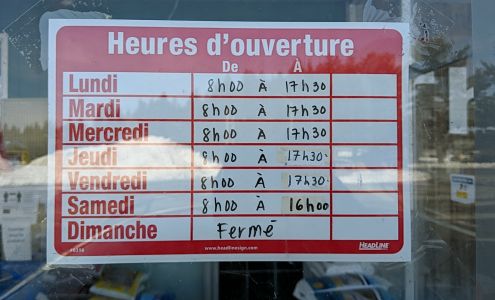 Heures d'ouverture
De À
Lundi 8h00 À 17h30
Mardi 8h00 À 17h30
Mercredi 8h00 À 17h30
Jeudi 8h00 À 17h30
Vendredi 8h00 À 17h30
Samedi 8h00 À 16h00
Dimanche Fermé
www.headlinesign.com HEADLINE